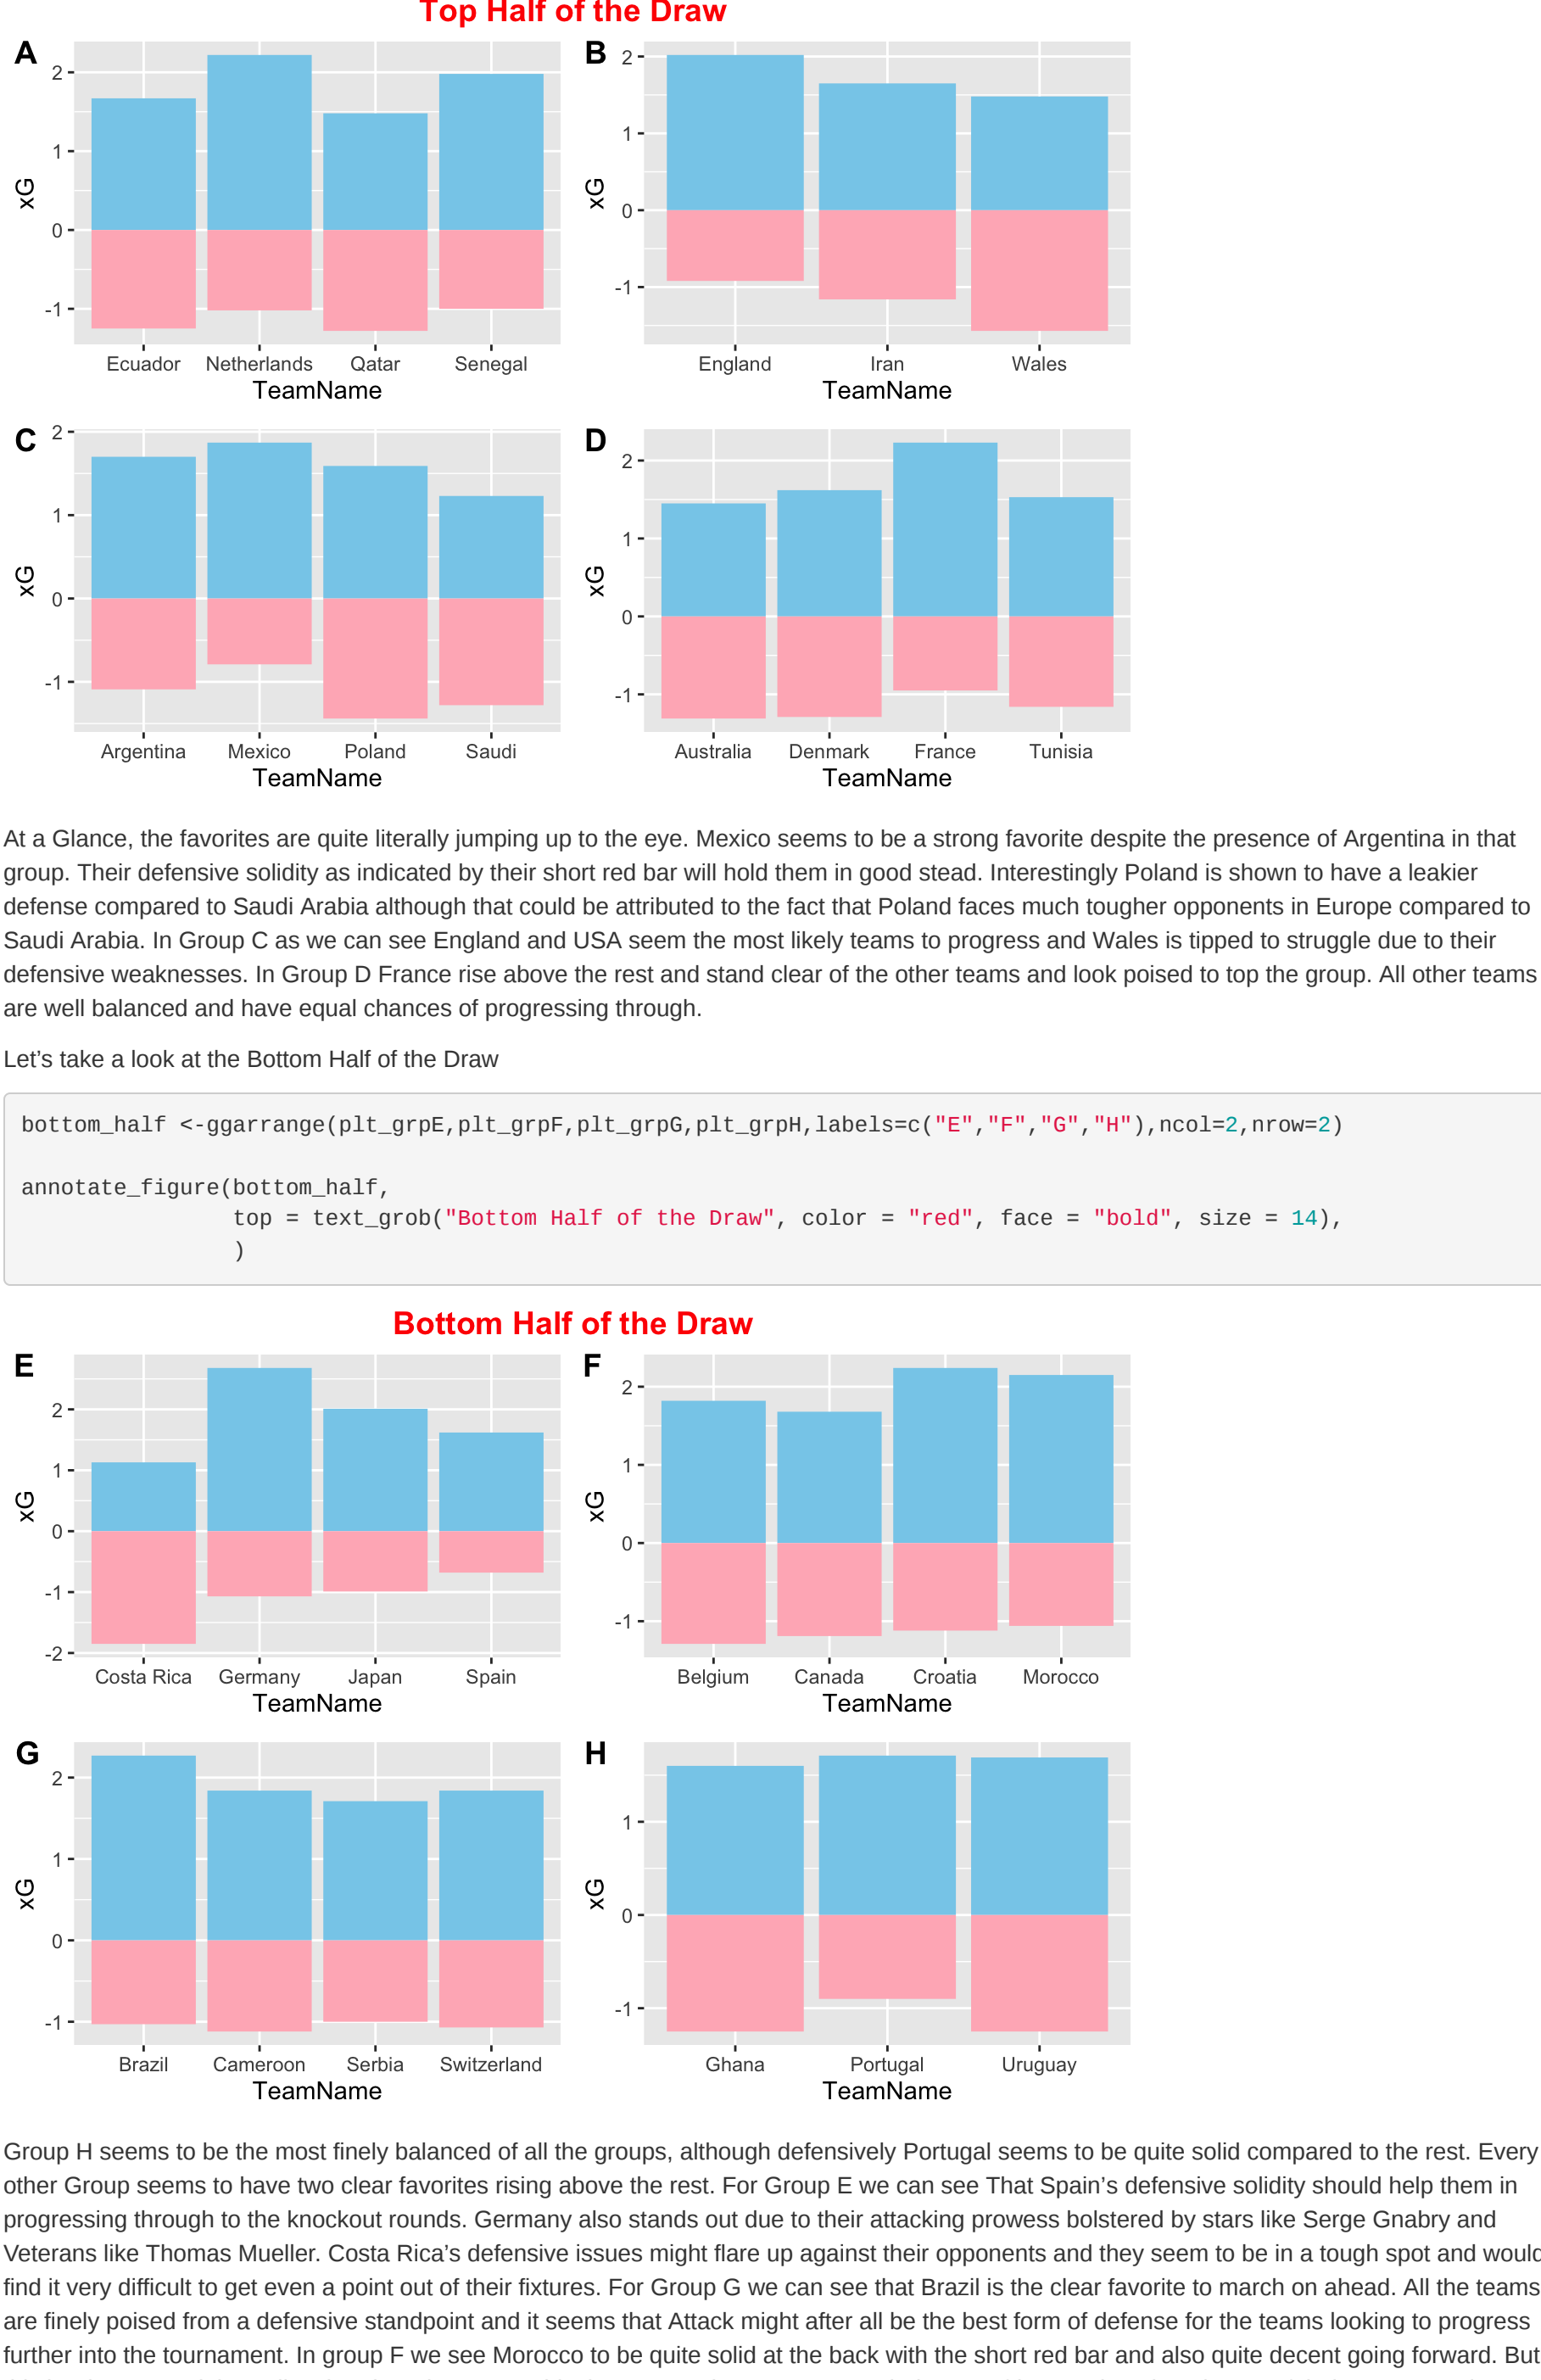 Top Half of the Draw
A
2
1
0
-1
xG
Ecuador Netherlands Qatar Senegal
TeamName
B
2
1
0
-1
xG
England Iran Wales
TeamName
C
2
1
0
-1
xG
Argentina Mexico Poland Saudi
TeamName
D
2
1
0
-1
xG
Australia Denmark France Tunisia
TeamName
At a Glance, the favorites are quite literally jumping up to the eye. Mexico seems to be a strong favorite despite the presence of Argentina in that
group. Their defensive solidity as indicated by their short red bar will hold them in good stead. Interestingly Poland is shown to have a leakier
defense compared to Saudi Arabia although that could be attributed to the fact that Poland faces much tougher opponents in Europe compared to
Saudi Arabia. In Group C as we can see England and USA seem the most likely teams to progress and Wales is tipped to struggle due to their
defensive weaknesses. In Group D France rise above the rest and stand clear of the other teams and look poised to top the group. All other teams
are well balanced and have equal chances of progressing through.
Let’s take a look at the Bottom Half of the Draw
bottom_half <-ggarrange(plt_grpE,plt_grpF,plt_grpG,plt_grpH,labels=c("E","F","G","H"),ncol=2,nrow=2)
annotate_figure(bottom_half,
top = text_grob("Bottom Half of the Draw", color = "red", face = "bold", size = 14),
)
Bottom Half of the Draw
E
2
1
0
-1
-2
xG
Costa Rica Germany Japan Spain
TeamName
F
2
1
0
-1
xG
Belgium Canada Croatia Morocco
TeamName
G
2
1
0
-1
xG
Brazil Cameroon Serbia Switzerland
TeamName
H
1
0
-1
xG
Ghana Portugal Uruguay
TeamName
Group H seems to be the most finely balanced of all the groups, although defensively Portugal seems to be quite solid compared to the rest. Every
other Group seems to have two clear favorites rising above the rest. For Group E we can see That Spain’s defensive solidity should help them in
progressing through to the knockout rounds. Germany also stands out due to their attacking prowess bolstered by stars like Serge Gnabry and
Veterans like Thomas Mueller. Costa Rica’s defensive issues might flare up against their opponents and they seem to be in a tough spot and would
find it very difficult to get even a point out of their fixtures. For Group G we can see that Brazil is the clear favorite to march on ahead. All the teams
are finely poised from a defensive standpoint and it seems that Attack might after all be the best form of defense for the teams looking to progress
further into the tournament. In group F we see Morocco to be quite solid at the back with the short red bar and also quite decent going forward. But